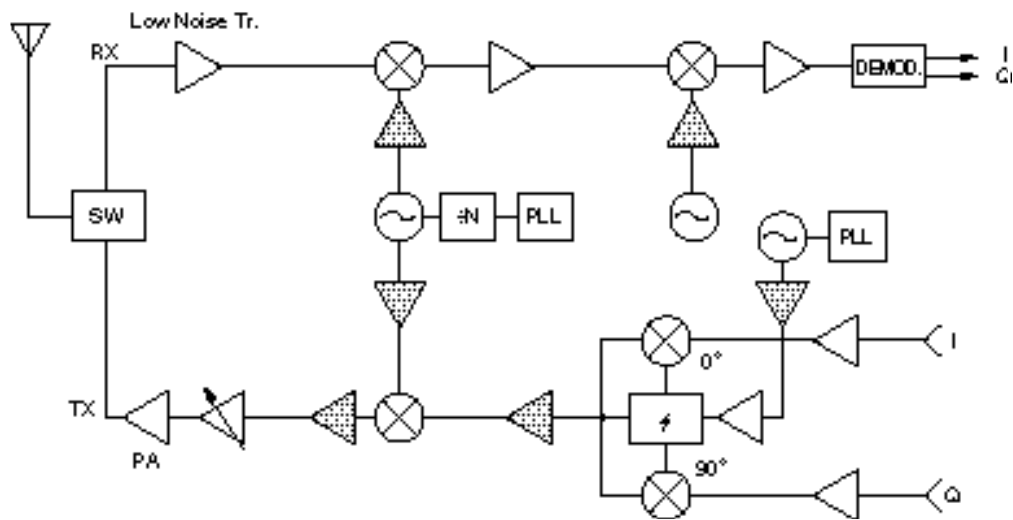 Low Noise Tr.
RX
DEMOD.
I
Q
SW
÷N
PLL
PLL
I
0°
TX
PA
90°
Q